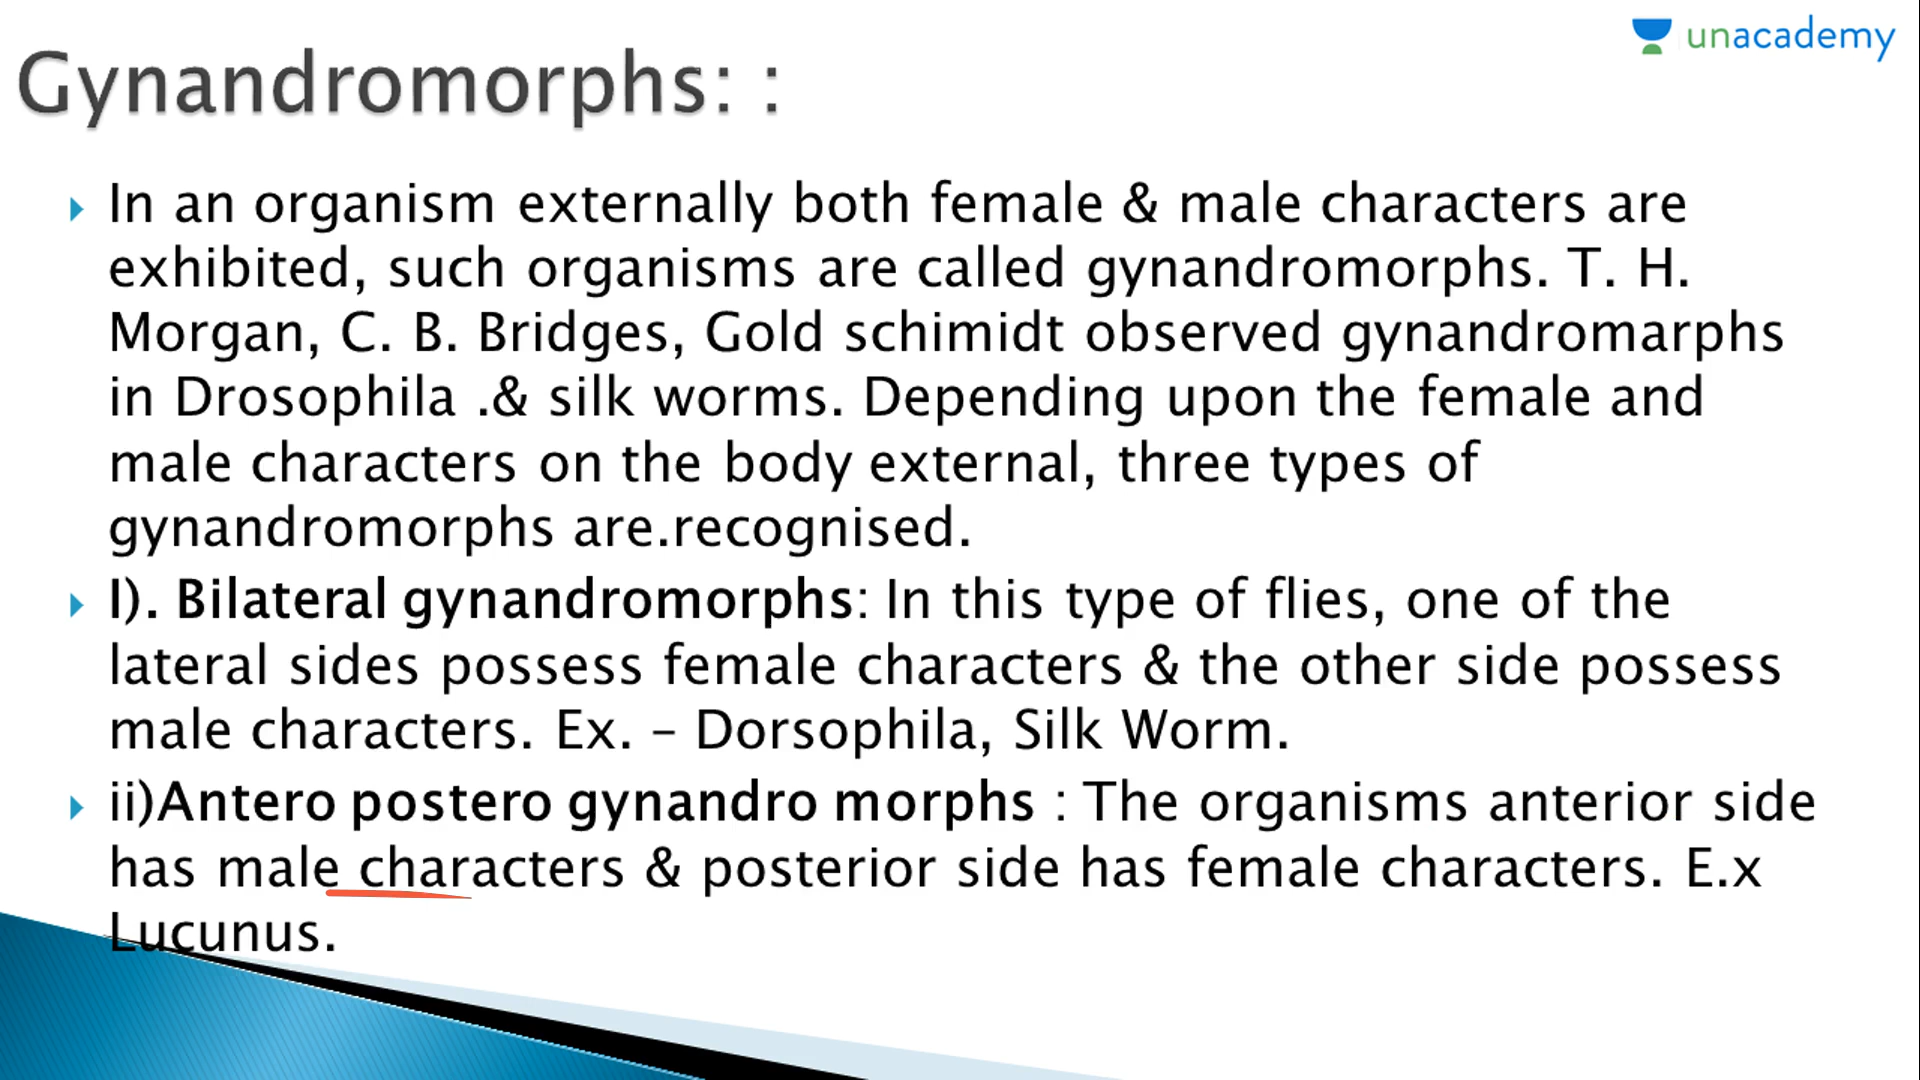 unacademy
Gynandromorphs: :
In an organism externally both female & male characters are
exhibited, such organisms are called gynandromorphs. T. H.
Morgan, C. B. Bridges, Gold schimidt observed gynandromarphs
in Drosophila .& silk worms. Depending upon the female and
male characters on the body external, three types of
gynandromorphs are.recognised.
I). Bilateral gynandromorphs: In this type of flies, one of the
lateral sides possess female characters & the other side possess
male characters. Ex. – Dorsophila, Silk Worm.
ii)Antero postero gynandro morphs : The organisms anterior side
has male characters & posterior side has female characters. E.x
Lucunus.